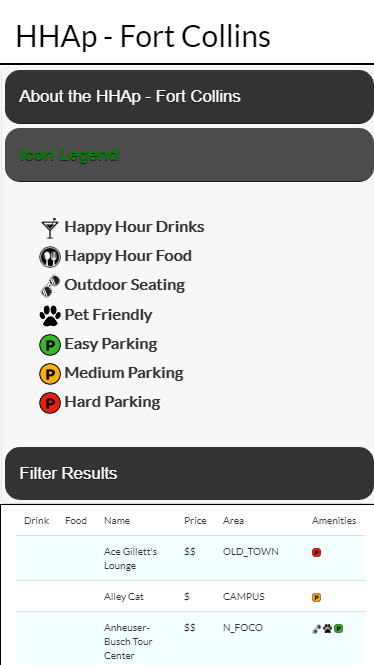 HHAp - Fort Collins
About the HHAp - Fort Collins
Icon Legend
Happy Hour Drinks
Happy Hour Food
Outdoor Seating
Pet Friendly
P Easy Parking
P Medium Parking
P Hard Parking
Filter Results
Drink Food Name Price Area Amenities
Ace Gillett's Lounge $$ OLD_TOWN P
Alley Cat $ CAMPUS P
Anheuser-Busch Tour Center $$ N_FOCO P